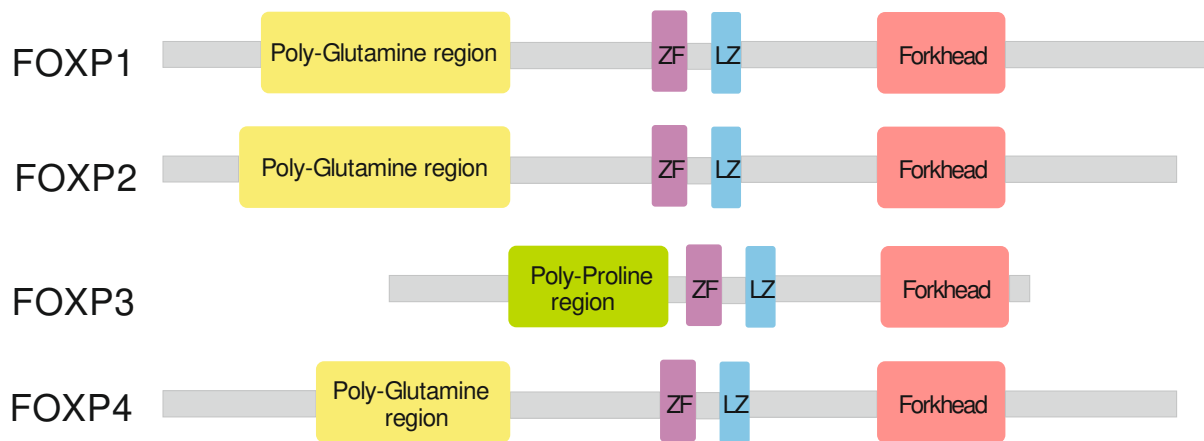 FOXP1 Poly-Glutamine region ZF LZ Forkhead
FOXP2 Poly-Glutamine region ZF LZ Forkhead
FOXP3 Poly-Proline region ZF LZ Forkhead
FOXP4 Poly-Glutamine region ZF LZ Forkhead